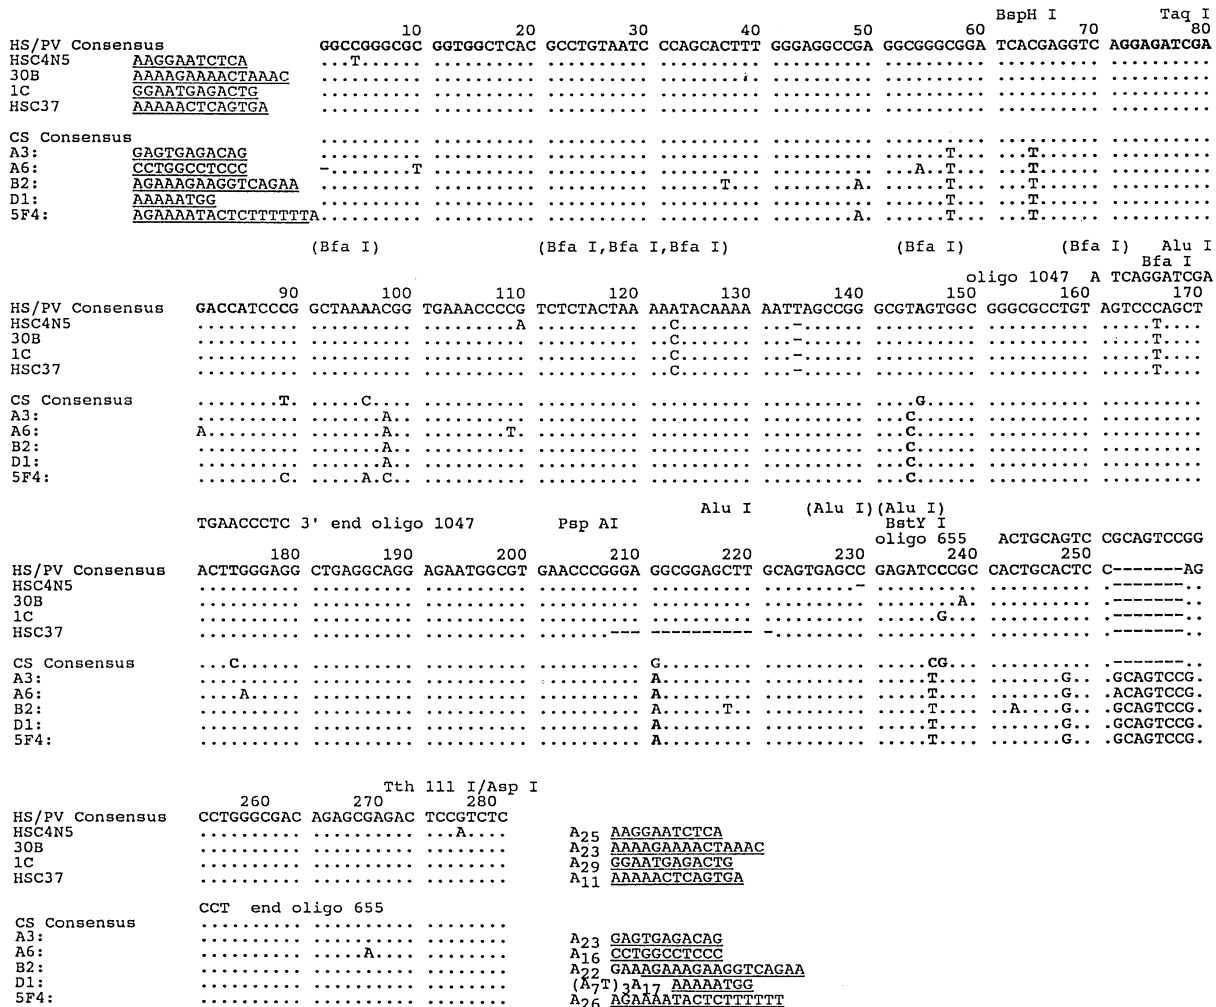 BspH I Taq I
10 20 30 40 50 60 70 80
HS/PV Consensus GGCCGGGCGC GGTGGCTCAC GCCTGTAATC CCAGCACTTT GGGAGGCCGA GGCGGGCGGA TCACGAGGTC AGGAGATCGA
HSC4N5 AAGGAATCTCA ...T...... .......... .......... .......... .......... .......... .......... ..........
30B AAAAGAAAACTAAAC .......... .......... .......... .......... .......... .......... .......... ..........
1C GGAATGAGACTG .......... .......... .......... .......... .......... .......... .......... ..........
HSC37 AAAAACTCAGTGA .......... .......... .......... .......... .......... .......... .......... ..........
CS Consensus .......... .......... .......... .......... .......... .......... .......... ..........
A3: GAGTGAGACAG .......... .......... .......... .......... .......... .......T.. ...T...... ..........
A6: CCTGGCCTCCC -........T .......... .......... .......... .......... ....A..T.. ...T...... ..........
B2: AGAAAGAAGGTCAGAA .......... .......... .......... ......T... .........A. .......T.. ...T...... ..........
D1: AAAAATGG .......... .......... .......... .......... .......... .......T.. ...T...... ..........
5F4: AGAAAATACTCTTTTTTA .......... .......... .......... .......... ........A. .......T.. ...T...... ..........
(Bfa I) (Bfa I,Bfa I,Bfa I) (Bfa I) (Bfa I) Alu I
Bfa I
oligo 1047 A TCAGGATCGA
90 100 110 120 130 140 150 160 170
HS/PV Consensus GACCATCCCG GCTAAAACGG TGAAACCCCG TCTCTACTAA AAATACAAAA AATTAGCCGG GCGTAGTGGC GGGCGCCTGT AGTCCCAGCT
HSC4N5 .......... .......... .........A .......... ..C....... ...-...... .......... .......... .....T....
30B .......... .......... .......... .......... ..C....... ...-...... .......... .......... .....T....
1C .......... .......... .......... .......... ..C....... ...-...... .......... .......... .....T....
HSC37 .......... .......... .......... .......... ..C....... ...-...... .......... .......... .....T....
CS Consensus ........T. .....C.... .......... .......... .......... .......... ....G..... .......... ..........
A3: .......... .......A.. .......... .......... .......... .......... ...C...... .......... ..........
A6: A......... .......A.. ........T. .......... .......... .......... ...C...... .......... ..........
B2: .......... .......A.. .......... .......... .......... .......... ...C...... .......... ..........
D1: .......... .......A.. .......... .......... .......... .......... ...C...... .......... ..........
5F4: ........C. .....A.C.. .......... .......... .......... .......... ...C...... .......... ..........
Alu I (Alu I)(Alu I)
TGAACCCTC 3' end oligo 1047 Psp AI BstY I
oligo 655 ACTGCAGTC CGCAGTCCGG
180 190 200 210 220 230 240 250
HS/PV Consensus ACTTGGGAGG CTGAGGCAGG AGAATGGCGT GAACCCGGGA GGCGGAGCTT GCAGTGAGCC GAGATCCCGC CACTGCACTC C-------AG
HSC4N5 .......... .......... .......... .......... .......... .........- .......... .......... .-------..
30B .......... .......... .......... .......... .......... .......... ........A. .......... .-------..
1C .......... .......... .......... .......... .......... .......... ......G... .......... .-------..
HSC37 .......... .......... .......... .......--- ---------- -......... .......... .......... .-------..
CS Consensus ...C...... .......... .......... .......... G......... .......... .....CG... .......... .-------..
A3: .......... .......... .......... .......... A......... .......... .....T.... .......G.. .GCAGTCCG.
A6: ....A..... .......... .......... .......... A......... .......... .....T.... .......G.. .ACAGTCCG.
B2: .......... .......... .......... .......... A......T.. .......... .....T.... ..A....G.. .GCAGTCCG.
D1: .......... .......... .......... .......... A......... .......... .....T.... .......G.. .GCAGTCCG.
5F4: .......... .......... .......... .......... A......... .......... .....T.... .......G.. .GCAGTCCG.
Tth 111 I/Asp I
260 270 280
HS/PV Consensus CCTGGGCGAC AGAGCGAGAC TCCGTCTC
HSC4N5 .......... .......... ...A.... A25 AAGGAATCTCA
30B .......... .......... ........ A23 AAAAGAAAACTAAAC
1C .......... .......... ........ A29 GGAATGAGACTG
HSC37 .......... .......... ........ A11 AAAAACTCAGTGA
CCT end oligo 655
CS Consensus .......... .......... ........
A3: .......... .......... ........ A23 GAGTGAGACAG
A6: .......... .....A.... ........ A16 CCTGGCCTCCC
B2: .......... .......... ........ A22 GAAAGAAAGAAGGTCAGAA
D1: .......... .......... ........ (A7T)3A17 AAAAATGG
5F4: .......... .......... ........ A26 AGAAAATACTCTTTTTT